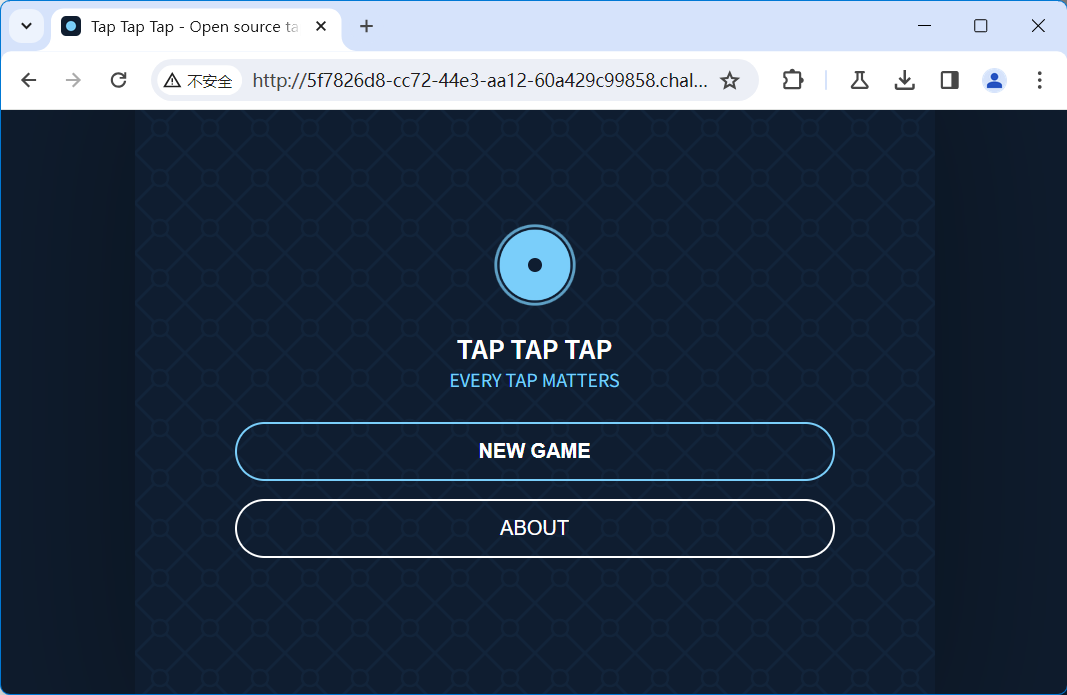 Tap Tap Tap - Open source ta
不安全 http://5f7826d8-cc72-44e3-aa12-60a429c99858.chal...
TAP TAP TAP
EVERY TAP MATTERS
NEW GAME
ABOUT